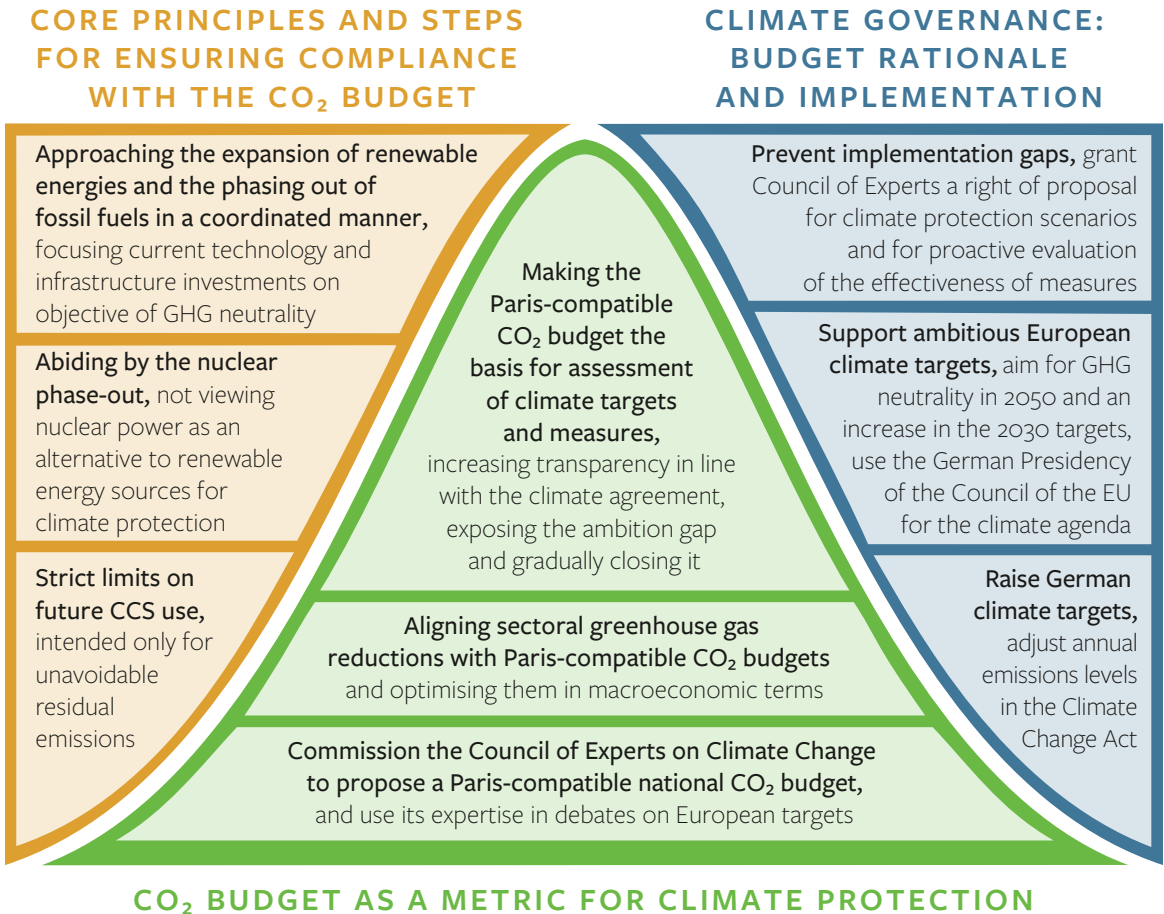 CORE PRINCIPLES AND STEPS
FOR ENSURING COMPLIANCE
WITH THE CO₂ BUDGET
Approaching the expansion of renewable
energies and the phasing out of
fossil fuels in a coordinated manner,
focusing current technology and
infrastructure investments on
objective of GHG neutrality
Abiding by the nuclear
phase-out, not viewing
nuclear power as an
alternative to renewable
energy sources for
climate protection
Strict limits on
future CCS use,
intended only for
unavoidable
residual
emissions
CLIMATE GOVERNANCE:
BUDGET RATIONALE
AND IMPLEMENTATION
Prevent implementation gaps, grant
Council of Experts a right of proposal
for climate protection scenarios
and for proactive evaluation
of the effectiveness of measures
Support ambitious European
climate targets, aim for GHG
neutrality in 2050 and an
increase in the 2030 targets,
use the German Presidency
of the Council of the EU
for the climate agenda
Raise German
climate targets,
adjust annual
emissions levels
in the Climate
Change Act
Making the
Paris-compatible
CO₂ budget the
basis for assessment
of climate targets
and measures,
increasing transparency in line
with the climate agreement,
exposing the ambition gap
and gradually closing it
Aligning sectoral greenhouse gas
reductions with Paris-compatible CO₂ budgets
and optimising them in macroeconomic terms
Commission the Council of Experts on Climate Change
to propose a Paris-compatible national CO₂ budget,
and use its expertise in debates on European targets
CO₂ BUDGET AS A METRIC FOR CLIMATE PROTECTION